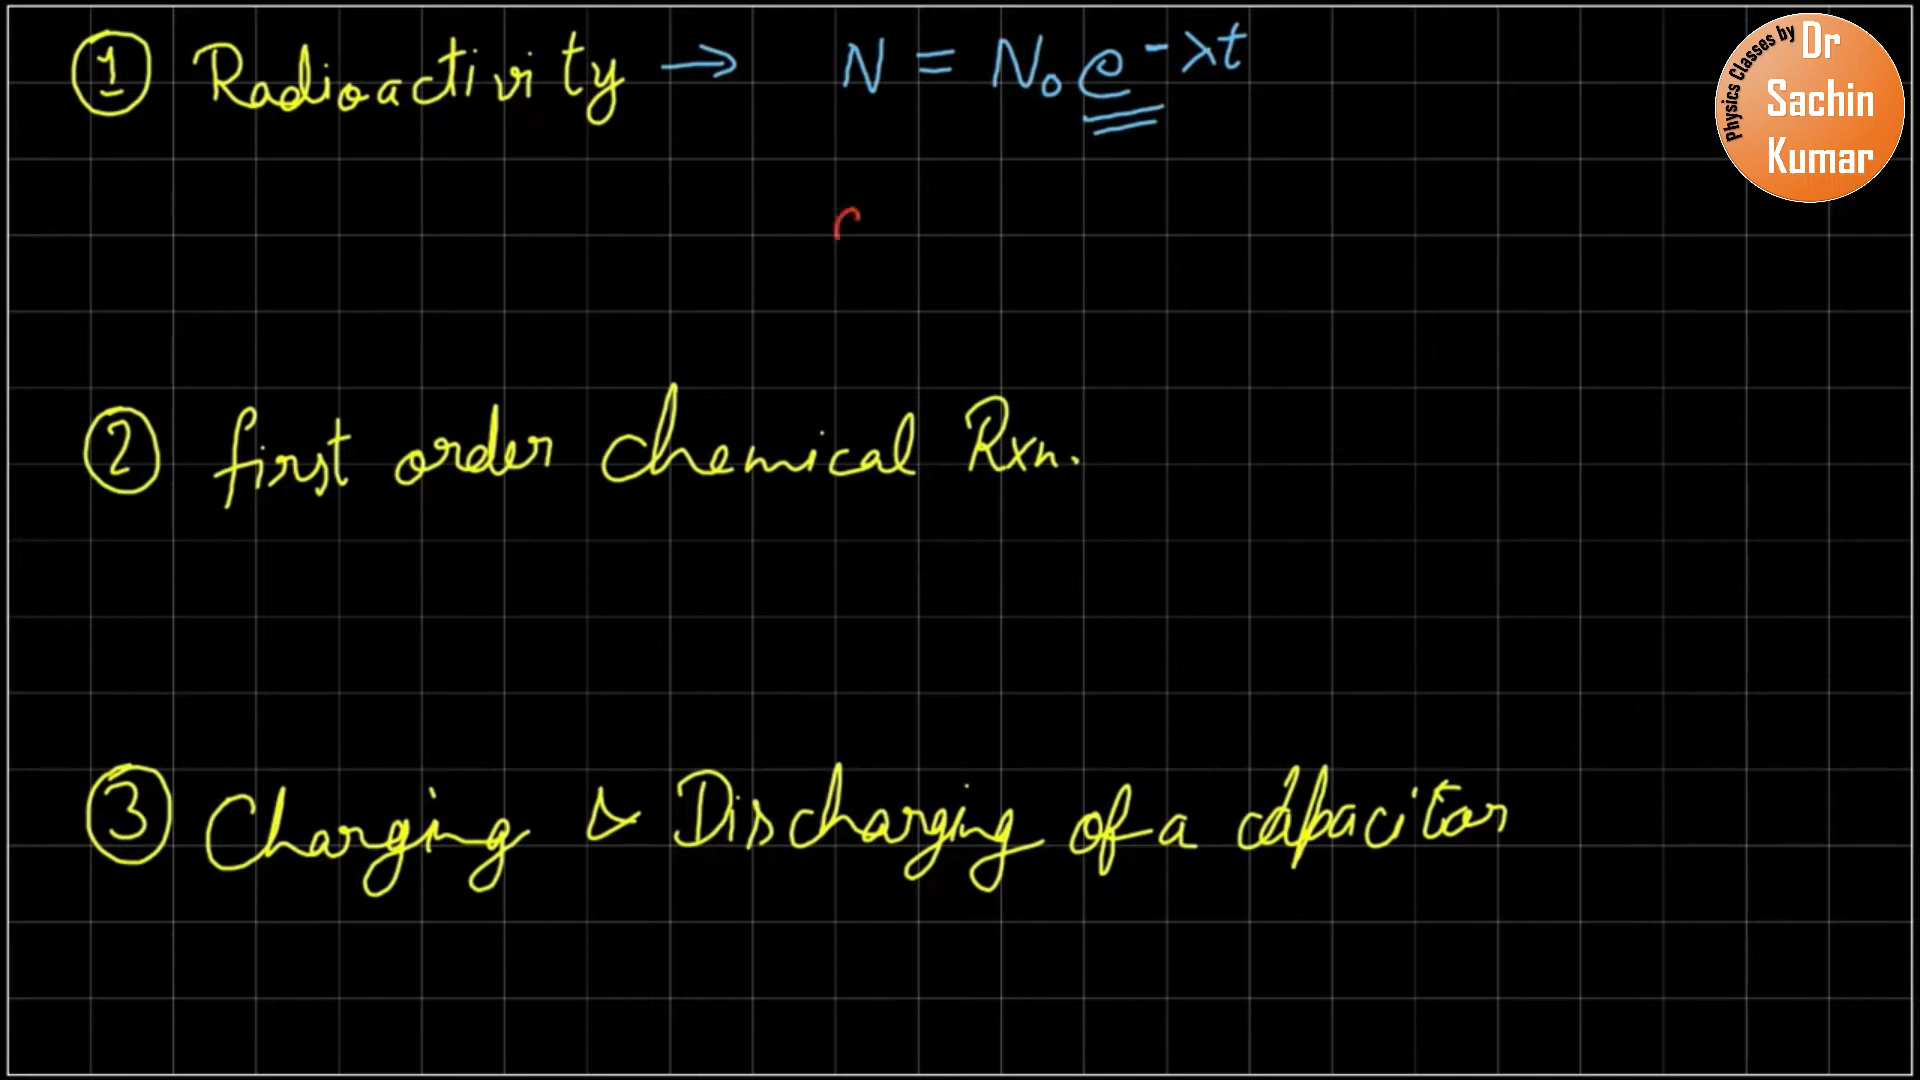 ① Radioactivity → N = N₀ e^-λt
② first order chemical Rxn.
③ Charging & Discharging of a capacitor
Physics Classes by
Dr
Sachin
Kumar